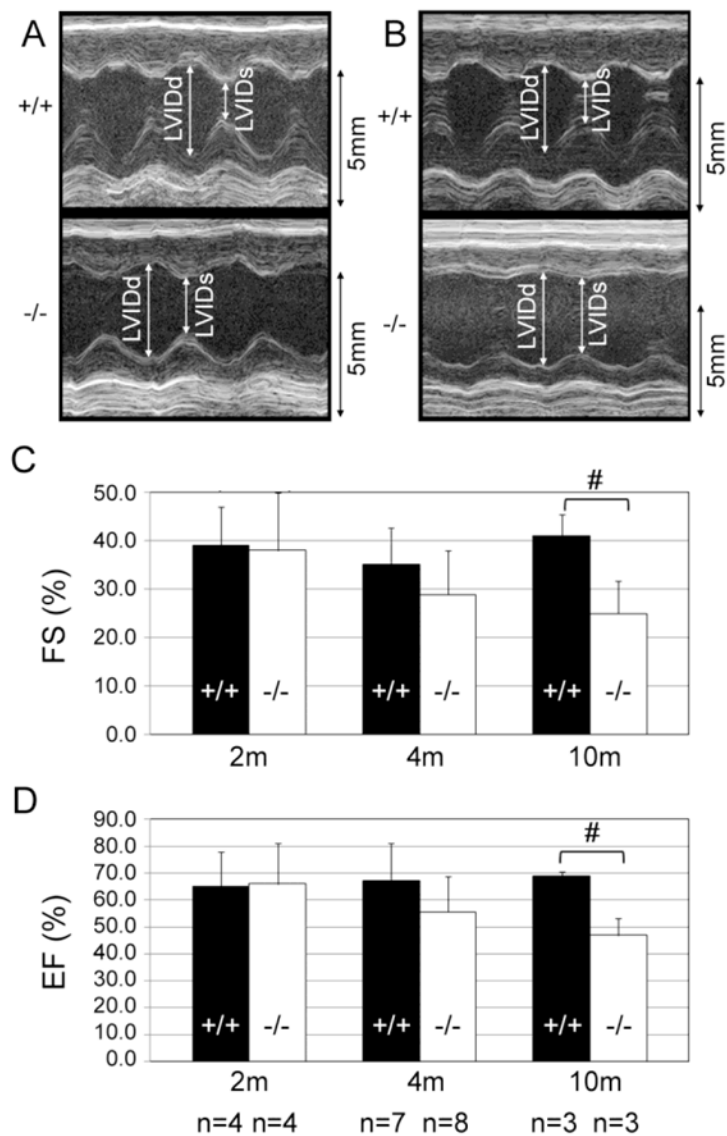 A
B
+/+
LVIDd
LVIDs
5mm
+/+
LVIDd
LVIDs
5mm
-/-
LVIDd
LVIDs
5mm
-/-
LVIDd
LVIDs
5mm
C
FS (%)
50.0
40.0
30.0
20.0
10.0
0.0
#
+/+ -/- +/+ -/- +/+ -/-
2m 4m 10m
D
EF (%)
90.0
80.0
70.0
60.0
50.0
40.0
30.0
20.0
10.0
0.0
#
+/+ -/- +/+ -/- +/+ -/-
2m 4m 10m
n=4 n=4 n=7 n=8 n=3 n=3